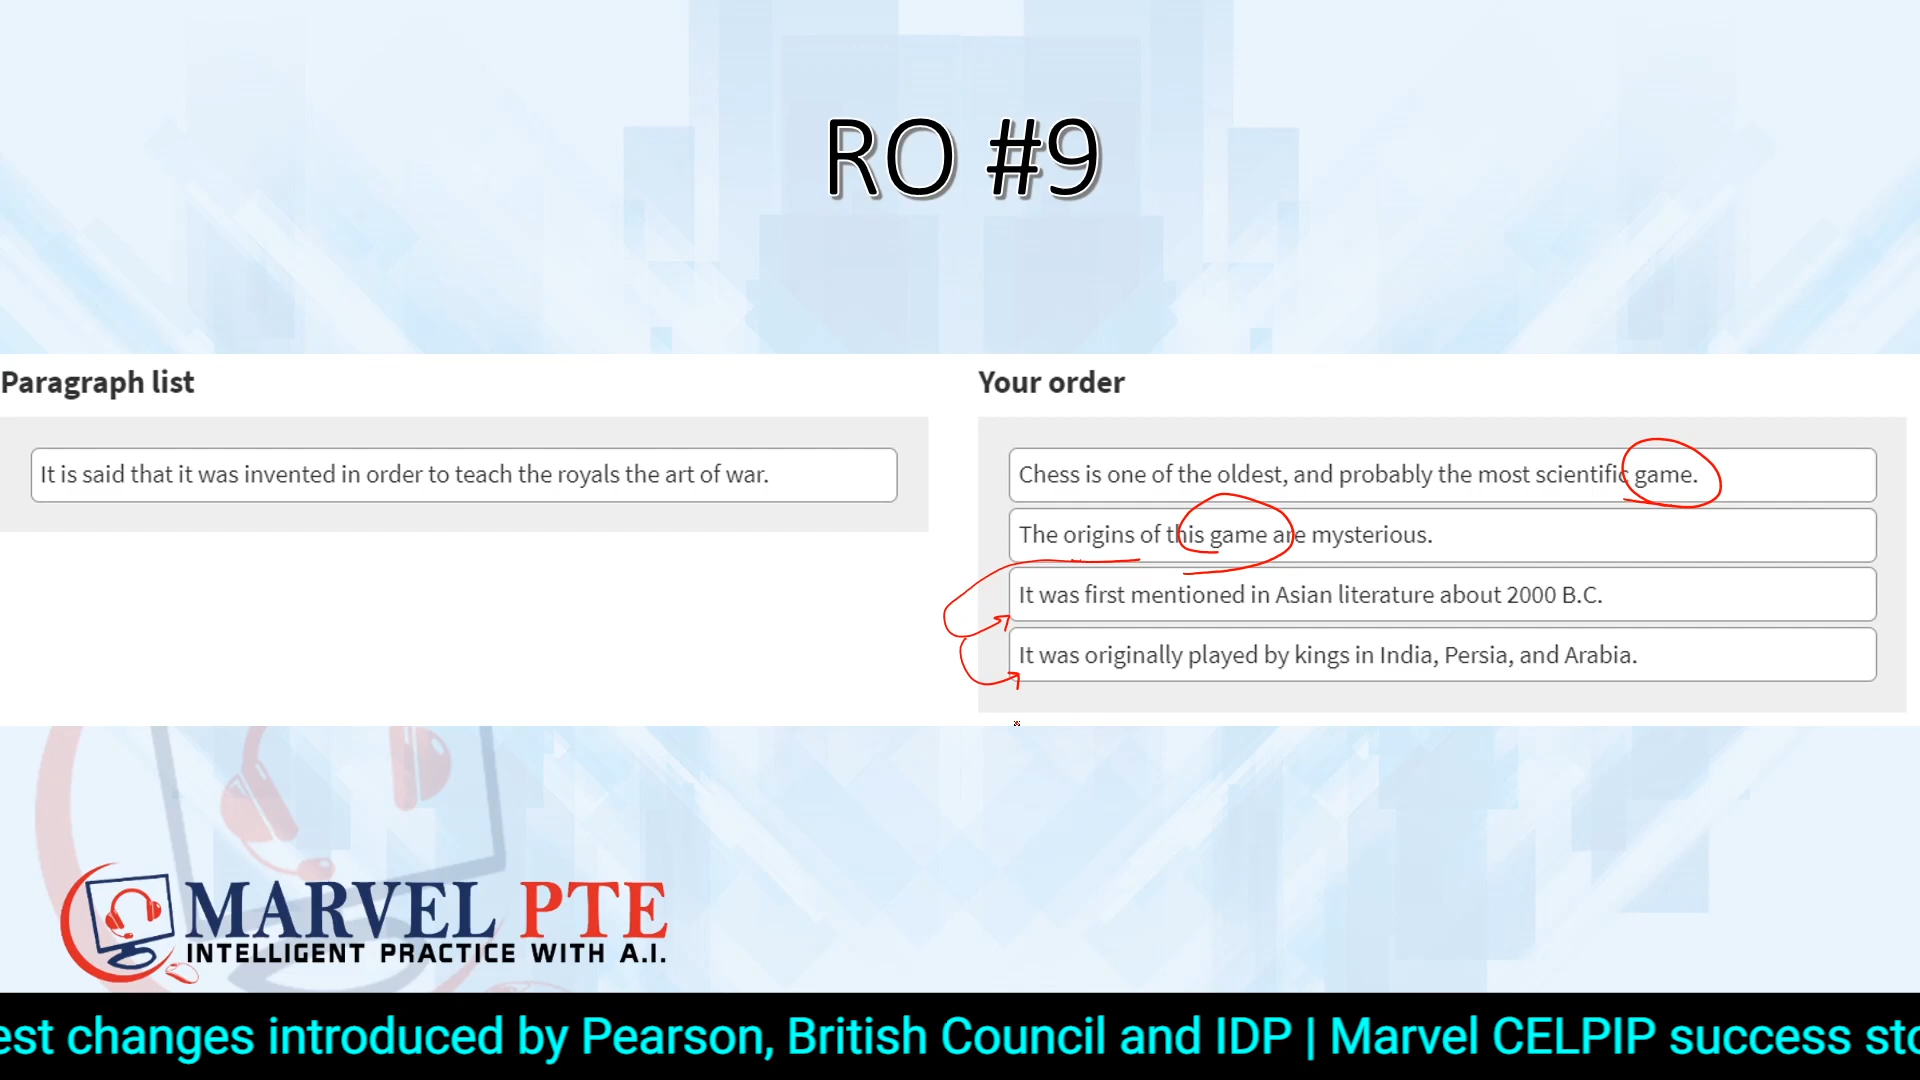 RO #9
Paragraph list
It is said that it was invented in order to teach the royals the art of war.
Your order
Chess is one of the oldest, and probably the most scientific game.
The origins of this game are mysterious.
It was first mentioned in Asian literature about 2000 B.C.
It was originally played by kings in India, Persia, and Arabia.
MARVEL PTE
INTELLIGENT PRACTICE WITH A.I.
est changes introduced by Pearson, British Council and IDP | Marvel CELPIP success sto